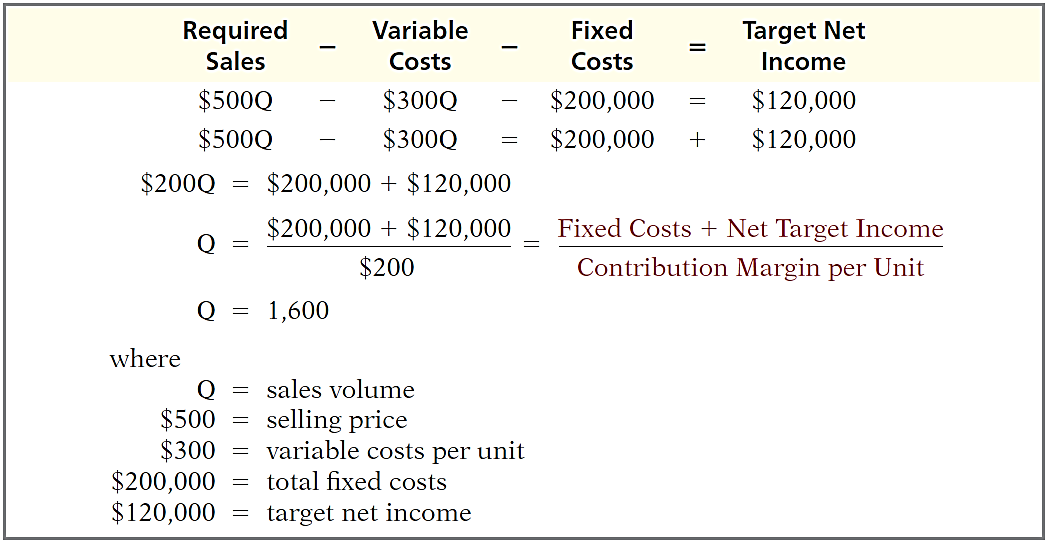 Required Sales − Variable Costs − Fixed Costs = Target Net Income
$500Q − $300Q − $200,000 = $120,000
$500Q − $300Q = $200,000 + $120,000
$200Q = $200,000 + $120,000
Q = $200,000 + $120,000 / $200 = Fixed Costs + Net Target Income / Contribution Margin per Unit
Q = 1,600
where
Q = sales volume
$500 = selling price
$300 = variable costs per unit
$200,000 = total fixed costs
$120,000 = target net income